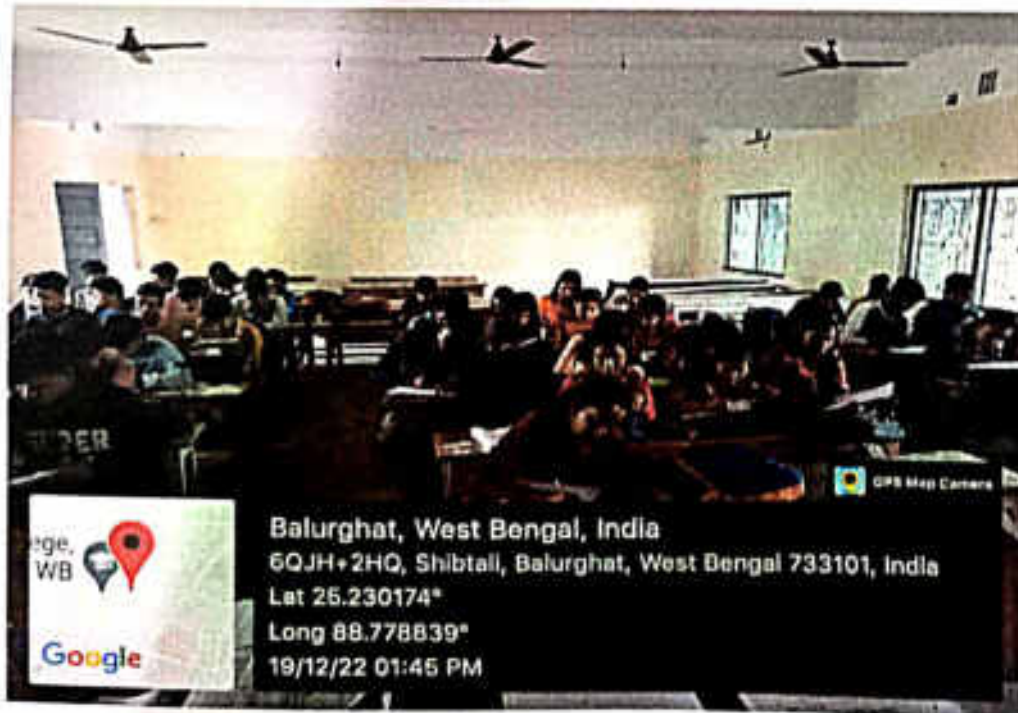 GPS Map Camera
ege,
WB
Google
Balurghat, West Bengal, India
6QJH+2HQ, Shibtali, Balurghat, West Bengal 733101, India
Lat 25.230174°
Long 88.778839°
19/12/22 01:45 PM